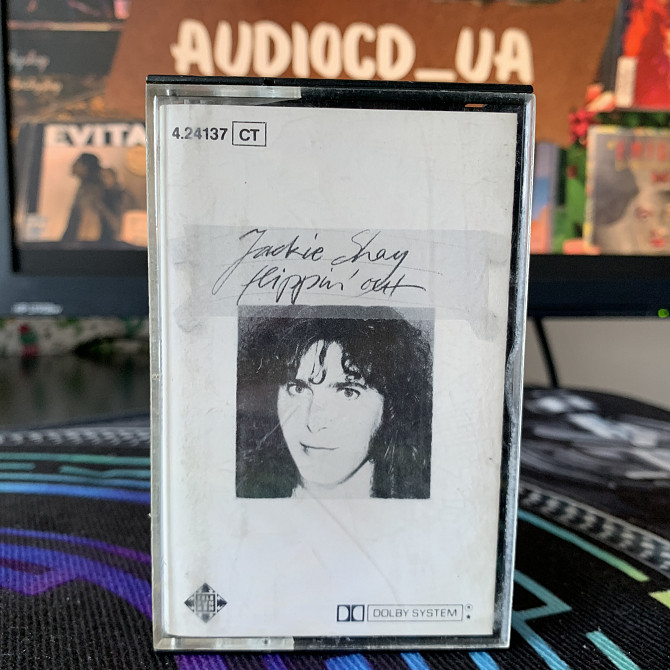 AUDIOCD_UA
EVITA
4.24137 CT
Jackie Shay
flippin' out
DOLBY SYSTEM